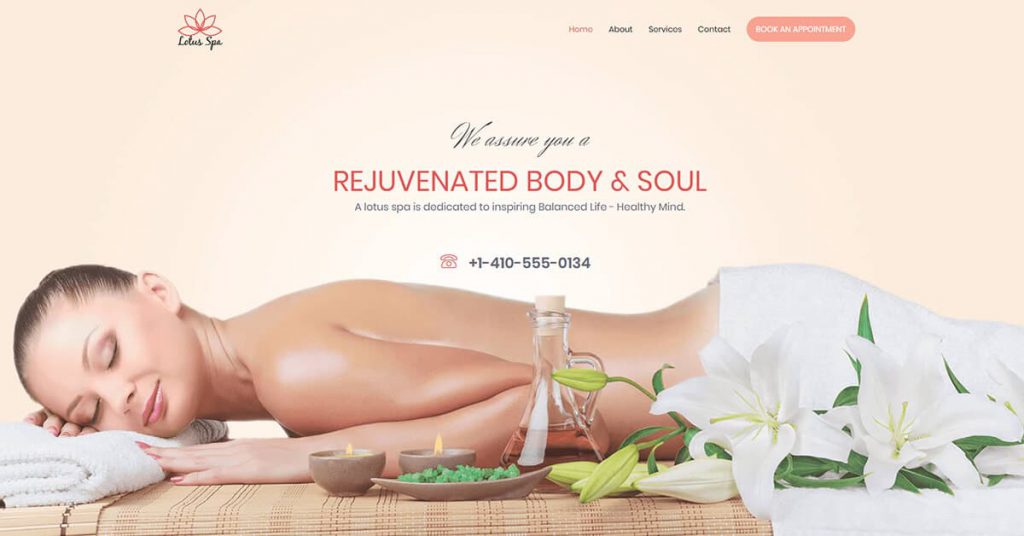 Lotus Spa
Home About Services Contact BOOK AN APPOINTMENT
We assure you a
REJUVENATED BODY & SOUL
A lotus spa is dedicated to inspiring Balanced Life - Healthy Mind.
+1-410-555-0134